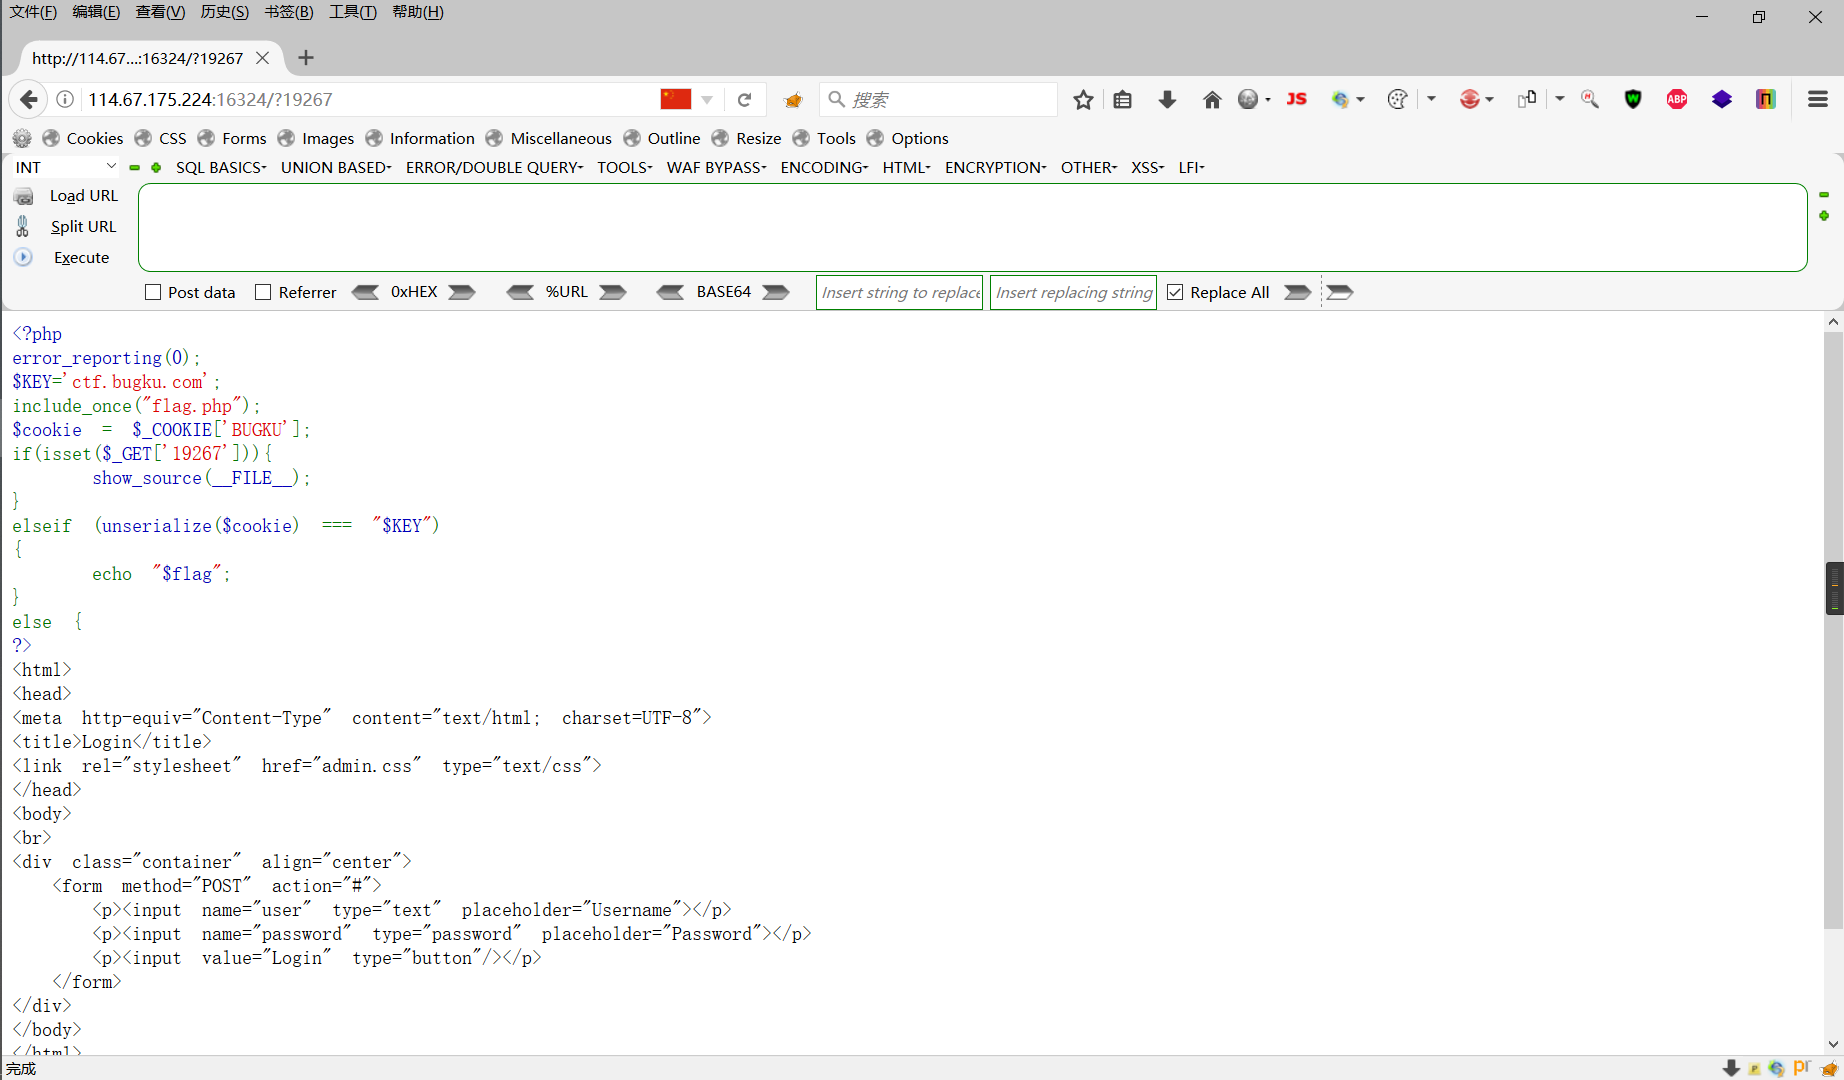 文件(F) 编辑(E) 查看(V) 历史(S) 书签(B) 工具(T) 帮助(H)
http://114.67...:16324/?19267
114.67.175.224:16324/?19267 搜索 JS ABP
Cookies CSS Forms Images Information Miscellaneous Outline Resize Tools Options
INT SQL BASICS UNION BASED ERROR/DOUBLE QUERY TOOLS WAF BYPASS ENCODING HTML ENCRYPTION OTHER XSS LFI
Load URL
Split URL
Execute
Post data Referrer 0xHEX %URL BASE64 Insert string to replace Insert replacing string Replace All
<?php
error_reporting(0);
$KEY='ctf.bugku.com';
include_once("flag.php");
$cookie = $_COOKIE['BUGKU'];
if(isset($_GET['19267'])){
show_source(__FILE__);
}
elseif (unserialize($cookie) === "$KEY")
{
echo "$flag";
}
else {
?>
<html>
<head>
<meta http-equiv="Content-Type" content="text/html; charset=UTF-8">
<title>Login</title>
<link rel="stylesheet" href="admin.css" type="text/css">
</head>
<body>
<br>
<div class="container" align="center">
<form method="POST" action="#">
<p><input name="user" type="text" placeholder="Username"></p>
<p><input name="password" type="password" placeholder="Password"></p>
<p><input value="Login" type="button"/></p>
</form>
</div>
</body>
</html>
完成 pr